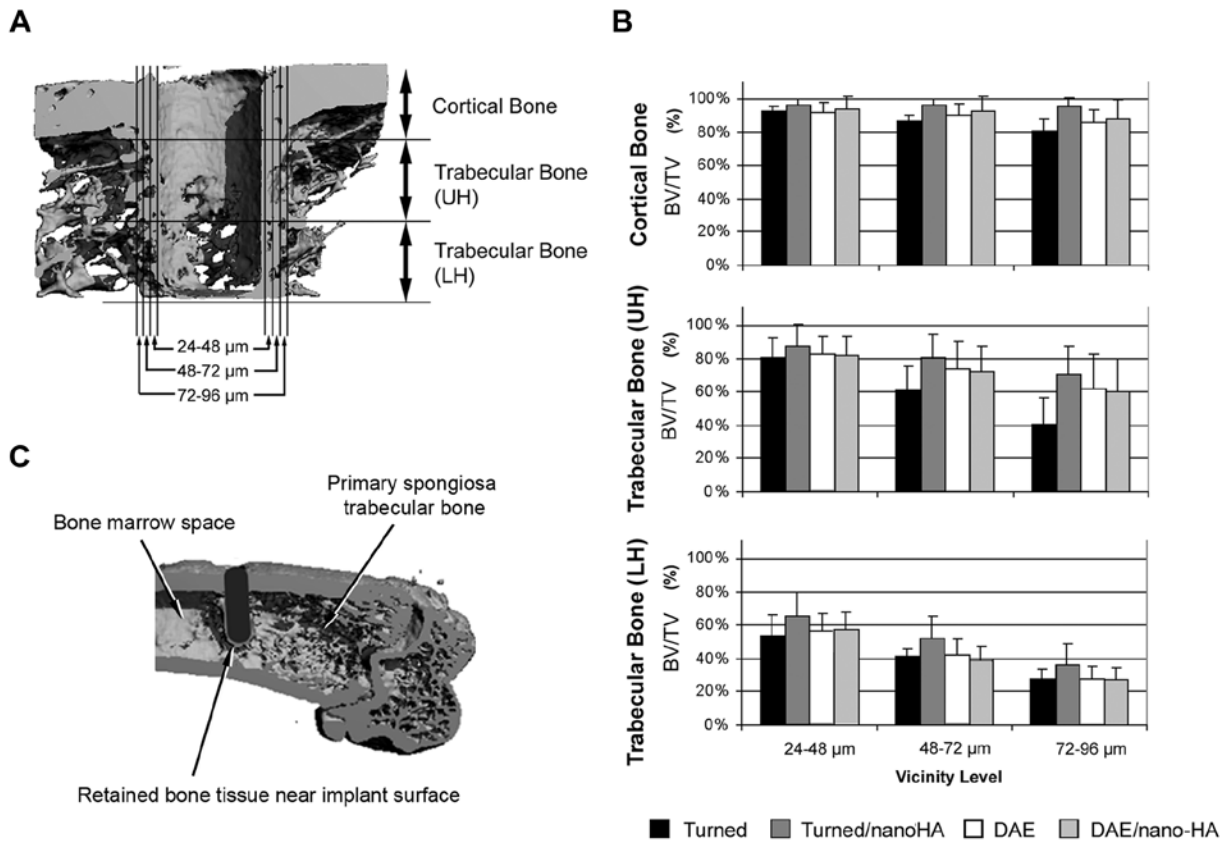 A
Cortical Bone
Trabecular Bone
(UH)
Trabecular Bone
(LH)
24-48 µm
48-72 µm
72-96 µm
B
Cortical Bone
BV/TV (%)
100%
80%
60%
40%
20%
0%
Trabecular Bone (UH)
BV/TV (%)
100%
80%
60%
40%
20%
0%
Trabecular Bone (LH)
BV/TV (%)
100%
80%
60%
40%
20%
0%
24-48 µm
48-72 µm
72-96 µm
Vicinity Level
Turned
Turned/nanoHA
DAE
DAE/nano-HA
C
Primary spongiosa
trabecular bone
Bone marrow space
Retained bone tissue near implant surface